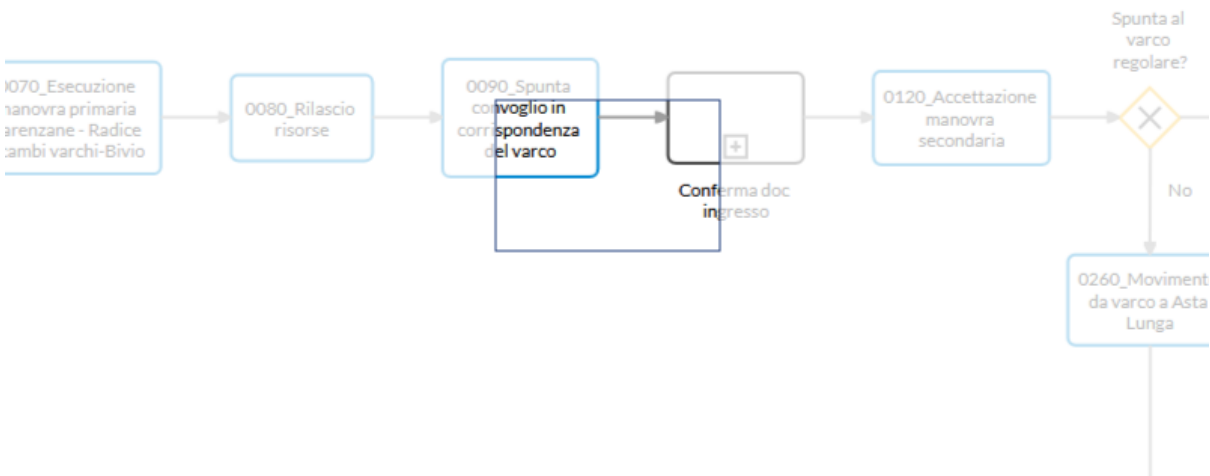 Spunta al
varco
regolare?
0070_Esecuzione
manovra primaria
arenzane - Radice
cambi varchi-Bivio
0080_Rilascio
risorse
0090_Spunta
convoglio in
corrispondenza
del varco
Conferma doc
ingresso
0120_Accettazione
manovra
secondaria
No
0260_Moviment
da varco a Asta
Lunga